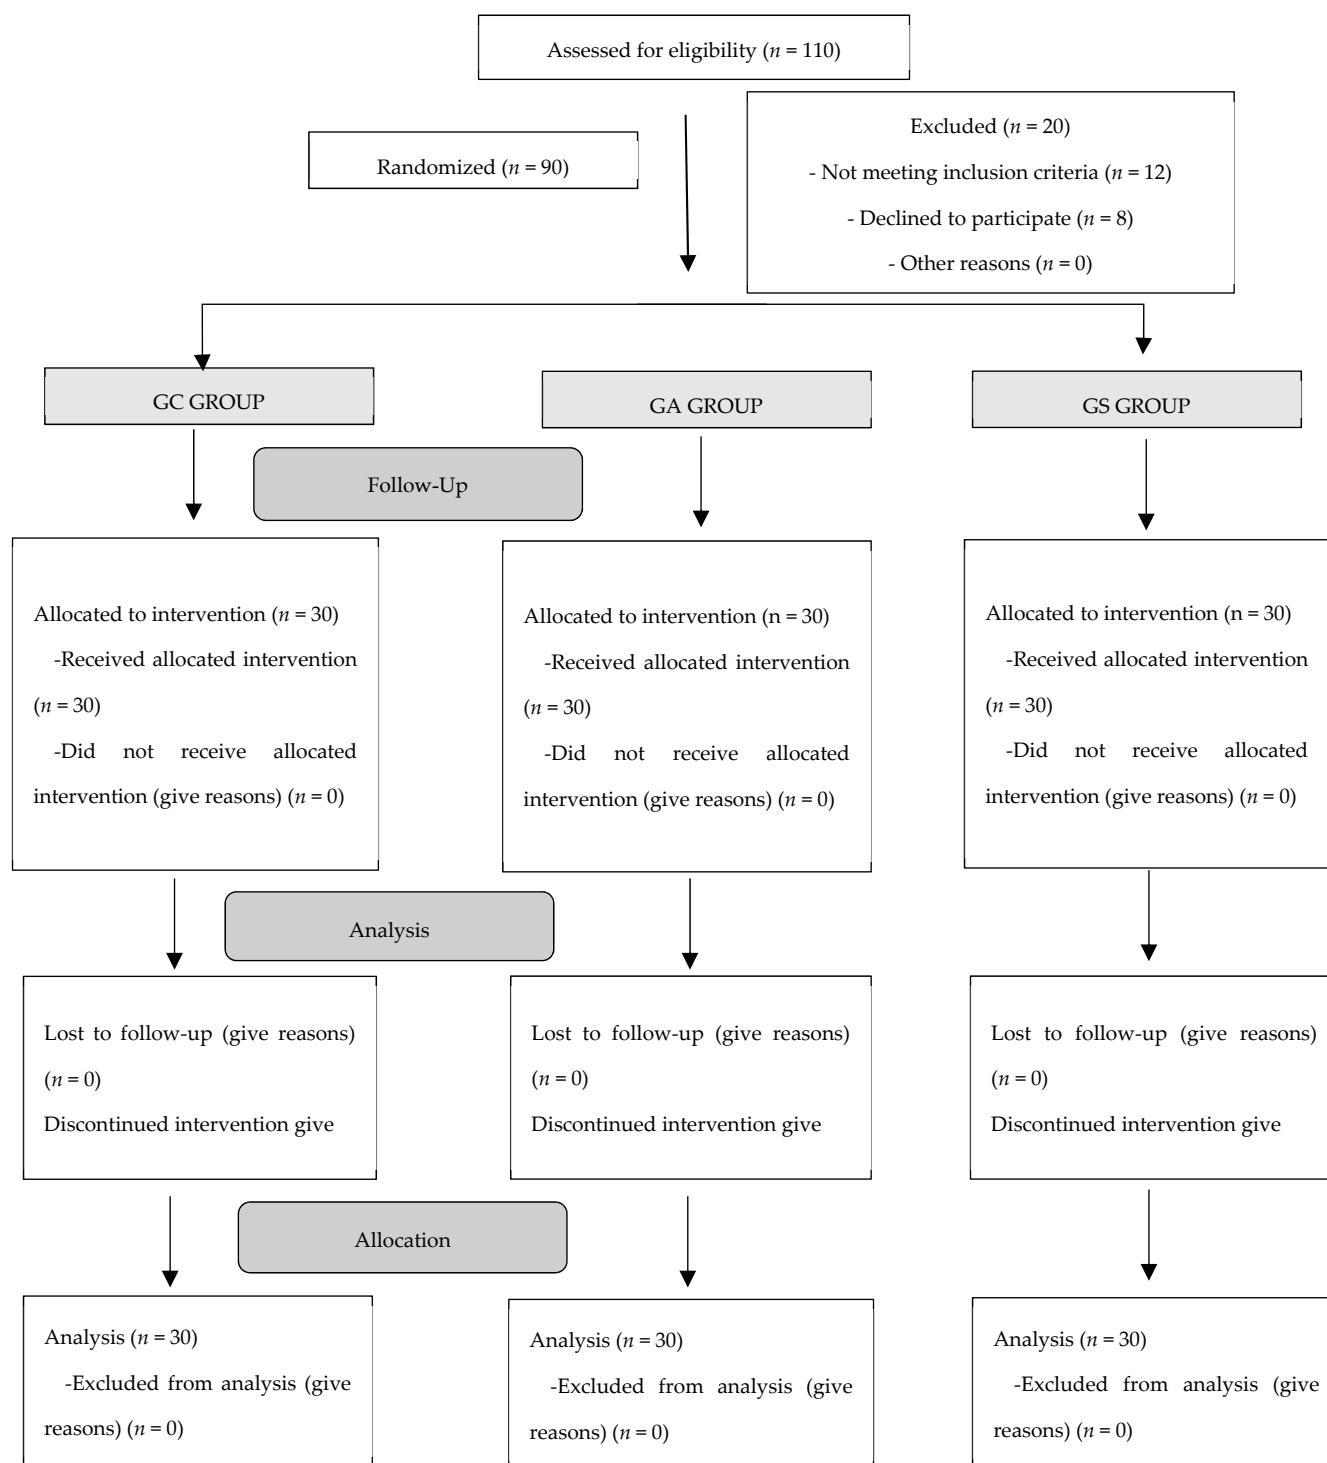 Assessed for eligibility (n = 110)
Excluded (n = 20)
- Not meeting inclusion criteria (n = 12)
- Declined to participate (n = 8)
- Other reasons (n = 0)
Randomized (n = 90)
GC GROUP
GA GROUP
GS GROUP
Follow-Up
Allocated to intervention (n = 30)
-Received allocated intervention
(n = 30)
-Did not receive allocated
intervention (give reasons) (n = 0)
Allocated to intervention (n = 30)
-Received allocated intervention
(n = 30)
-Did not receive allocated
intervention (give reasons) (n = 0)
Allocated to intervention (n = 30)
-Received allocated intervention
(n = 30)
-Did not receive allocated
intervention (give reasons) (n = 0)
Analysis
Lost to follow-up (give reasons)
(n = 0)
Discontinued intervention give
Lost to follow-up (give reasons)
(n = 0)
Discontinued intervention give
Lost to follow-up (give reasons)
(n = 0)
Discontinued intervention give
Allocation
Analysis (n = 30)
-Excluded from analysis (give
reasons) (n = 0)
Analysis (n = 30)
-Excluded from analysis (give
reasons) (n = 0)
Analysis (n = 30)
-Excluded from analysis (give
reasons) (n = 0)